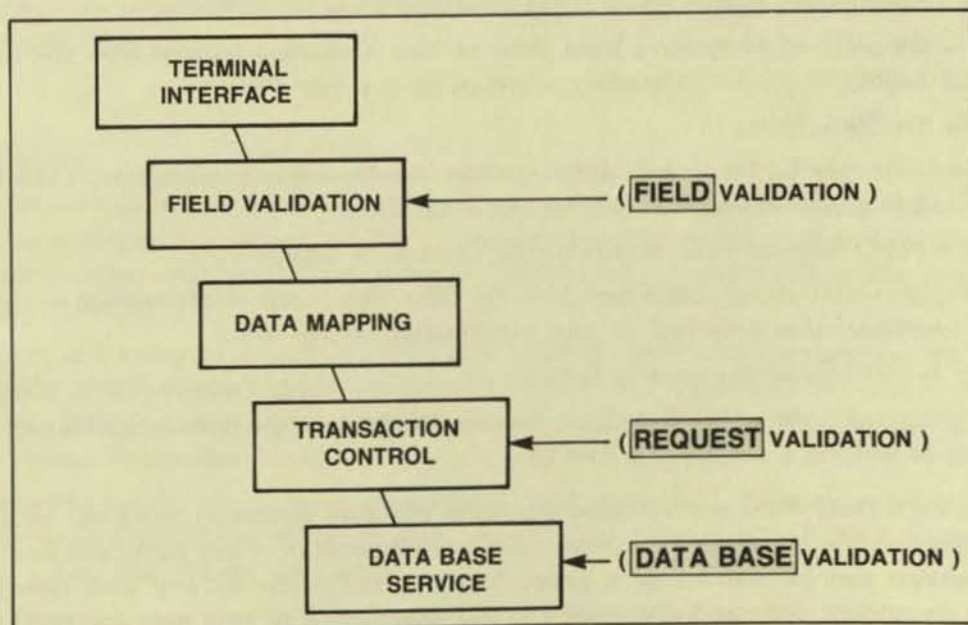 TERMINAL
INTERFACE
FIELD VALIDATION
( FIELD VALIDATION )
DATA MAPPING
TRANSACTION
CONTROL
( REQUEST VALIDATION )
DATA BASE
SERVICE
( DATA BASE VALIDATION )